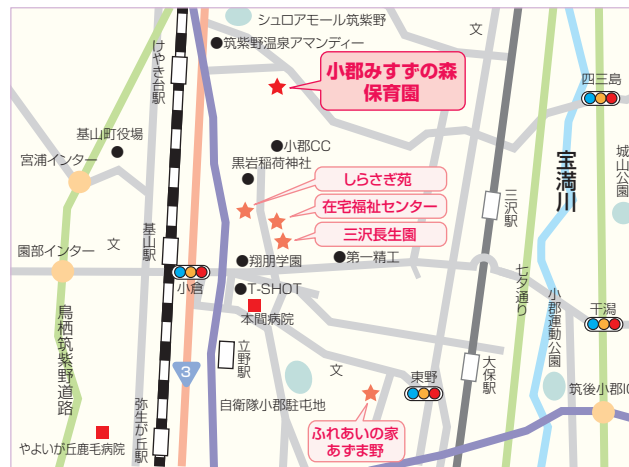 シュロアモール筑紫野
文
筑紫野温泉アマンディー
けやき台駅
小郡みすずの森
保育園
四三島
基山町役場
小郡CC
宮浦インター
黒岩稲荷神社
宝満川
城山公園
しらさぎ苑
在宅福祉センター
三沢長生園
三沢駅
基山駅
文
園部インター
翔朋学園
第一精工
七夕通り
小倉
T-SHOT
本間病院
小郡運動公園
干潟
鳥栖筑紫野道路
立野駅
3
文
東野
大保駅
弥生が丘駅
自衛隊小郡駐屯地
筑後小郡IC
ふれあいの家
あずま野
やよいが丘鹿毛病院
文